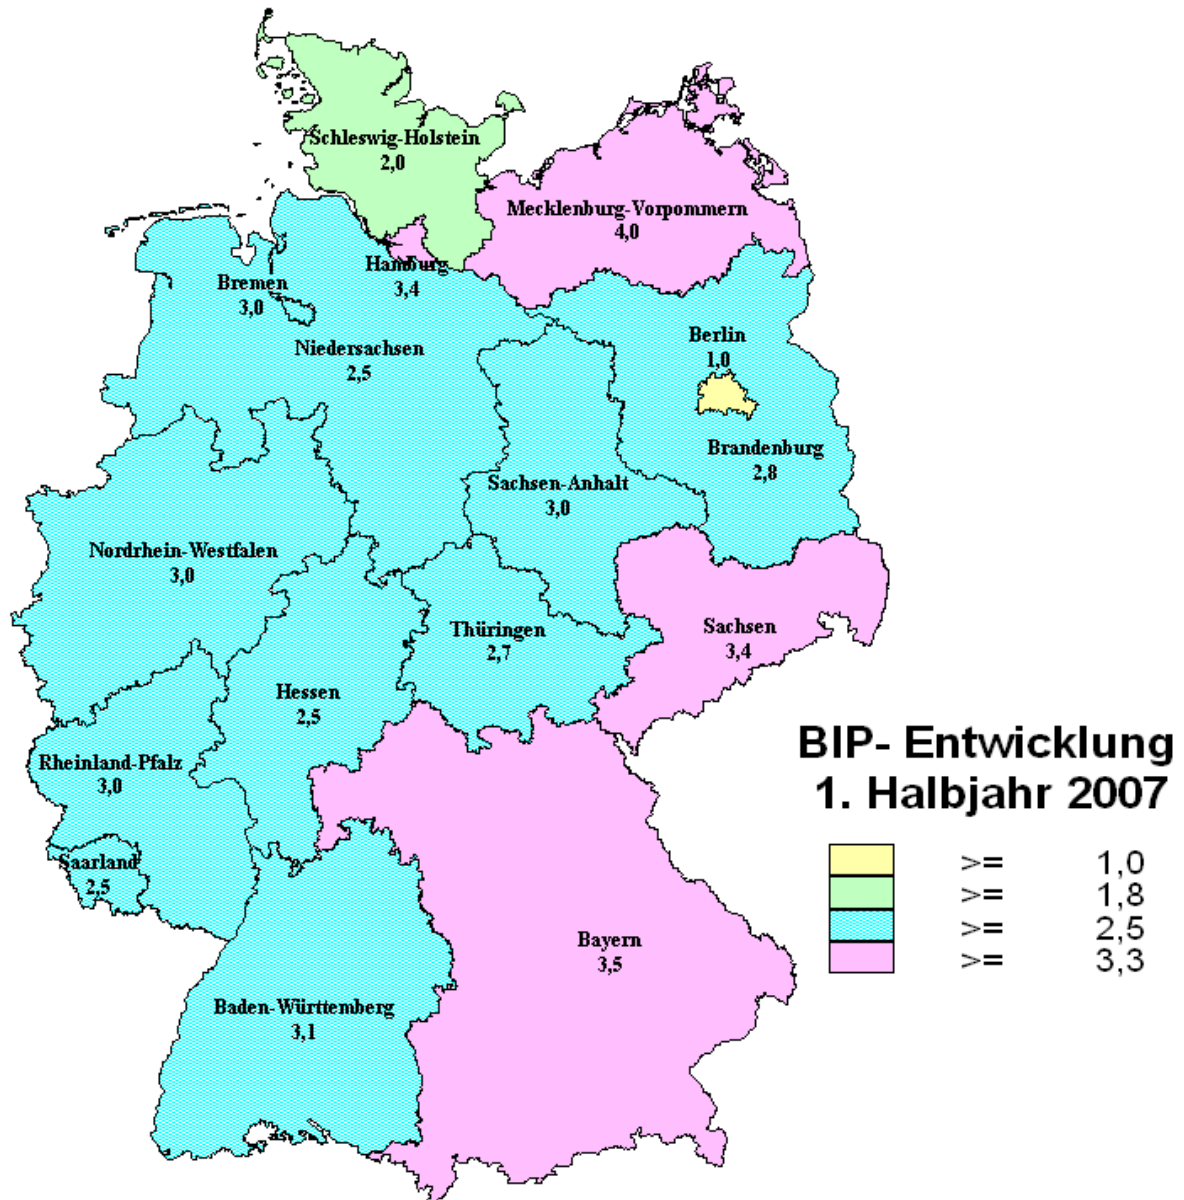 Schleswig-Holstein
2,0
Mecklenburg-Vorpommern
4,0
Hamburg
3,4
Bremen
3,0
Niedersachsen
2,5
Berlin
1,0
Brandenburg
2,8
Sachsen-Anhalt
3,0
Nordrhein-Westfalen
3,0
Thüringen
2,7
Sachsen
3,4
Hessen
2,5
Rheinland-Pfalz
3,0
Saarland
2,5
Bayern
3,5
Baden-Württemberg
3,1
BIP- Entwicklung
1. Halbjahr 2007
>= 1,0
>= 1,8
>= 2,5
>= 3,3